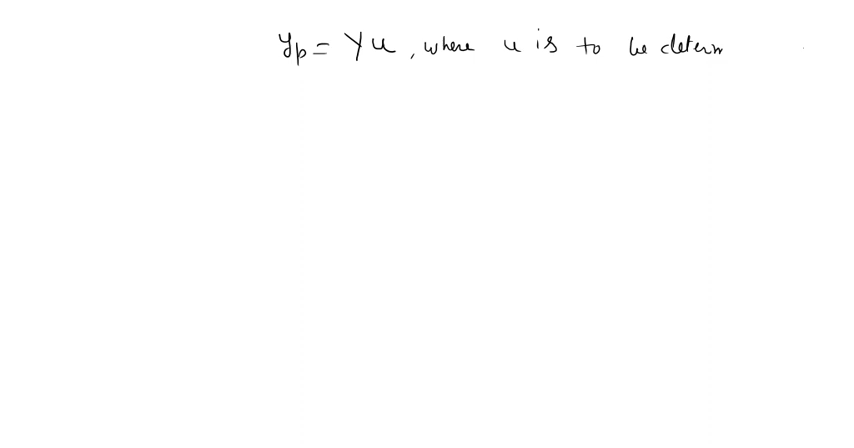 y_p = Yu, where u is to be determ